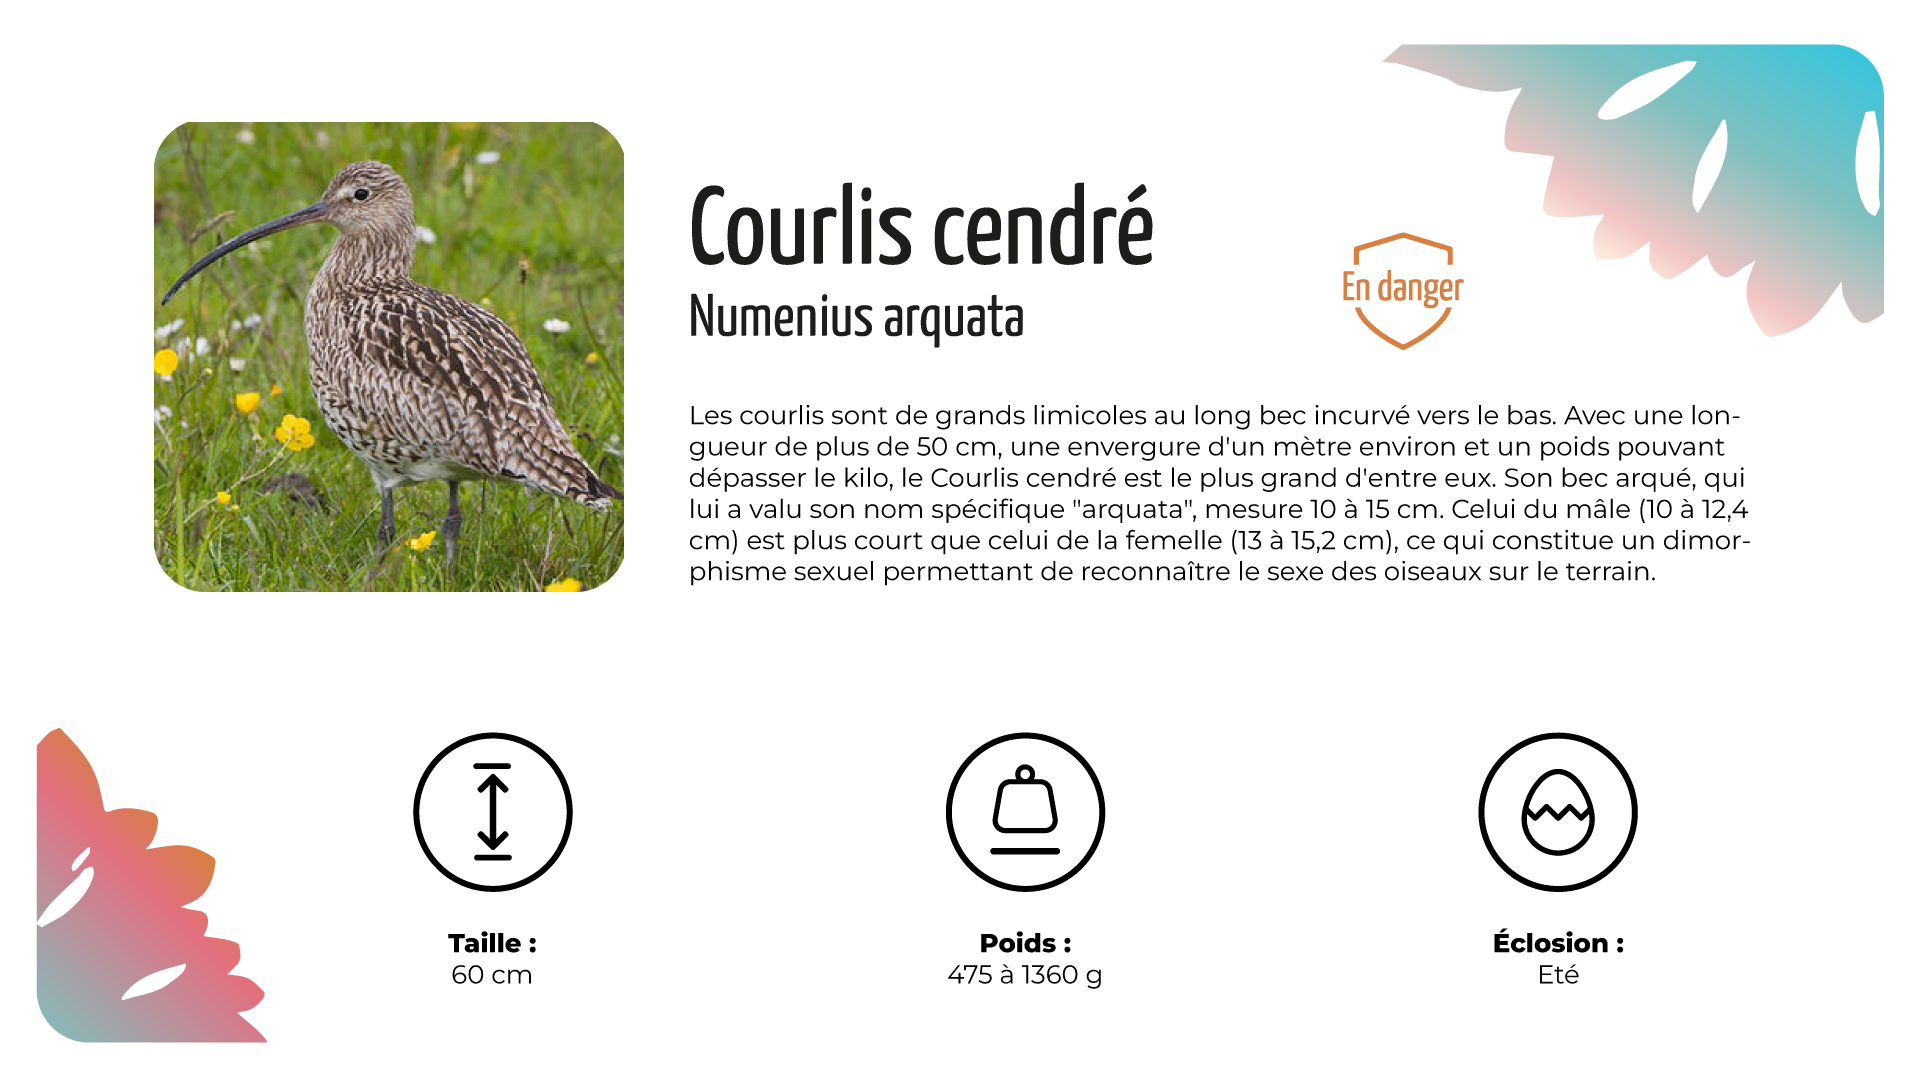 Courlis cendré
Numenius arquata
En danger
Les courlis sont de grands limicoles au long bec incurvé vers le bas. Avec une lon-
gueur de plus de 50 cm, une envergure d'un mètre environ et un poids pouvant
dépasser le kilo, le Courlis cendré est le plus grand d'entre eux. Son bec arqué, qui
lui a valu son nom spécifique "arquata", mesure 10 à 15 cm. Celui du mâle (10 à 12,4
cm) est plus court que celui de la femelle (13 à 15,2 cm), ce qui constitue un dimor-
phisme sexuel permettant de reconnaître le sexe des oiseaux sur le terrain.
Taille :
60 cm
Poids :
475 à 1360 g
Éclosion :
Eté